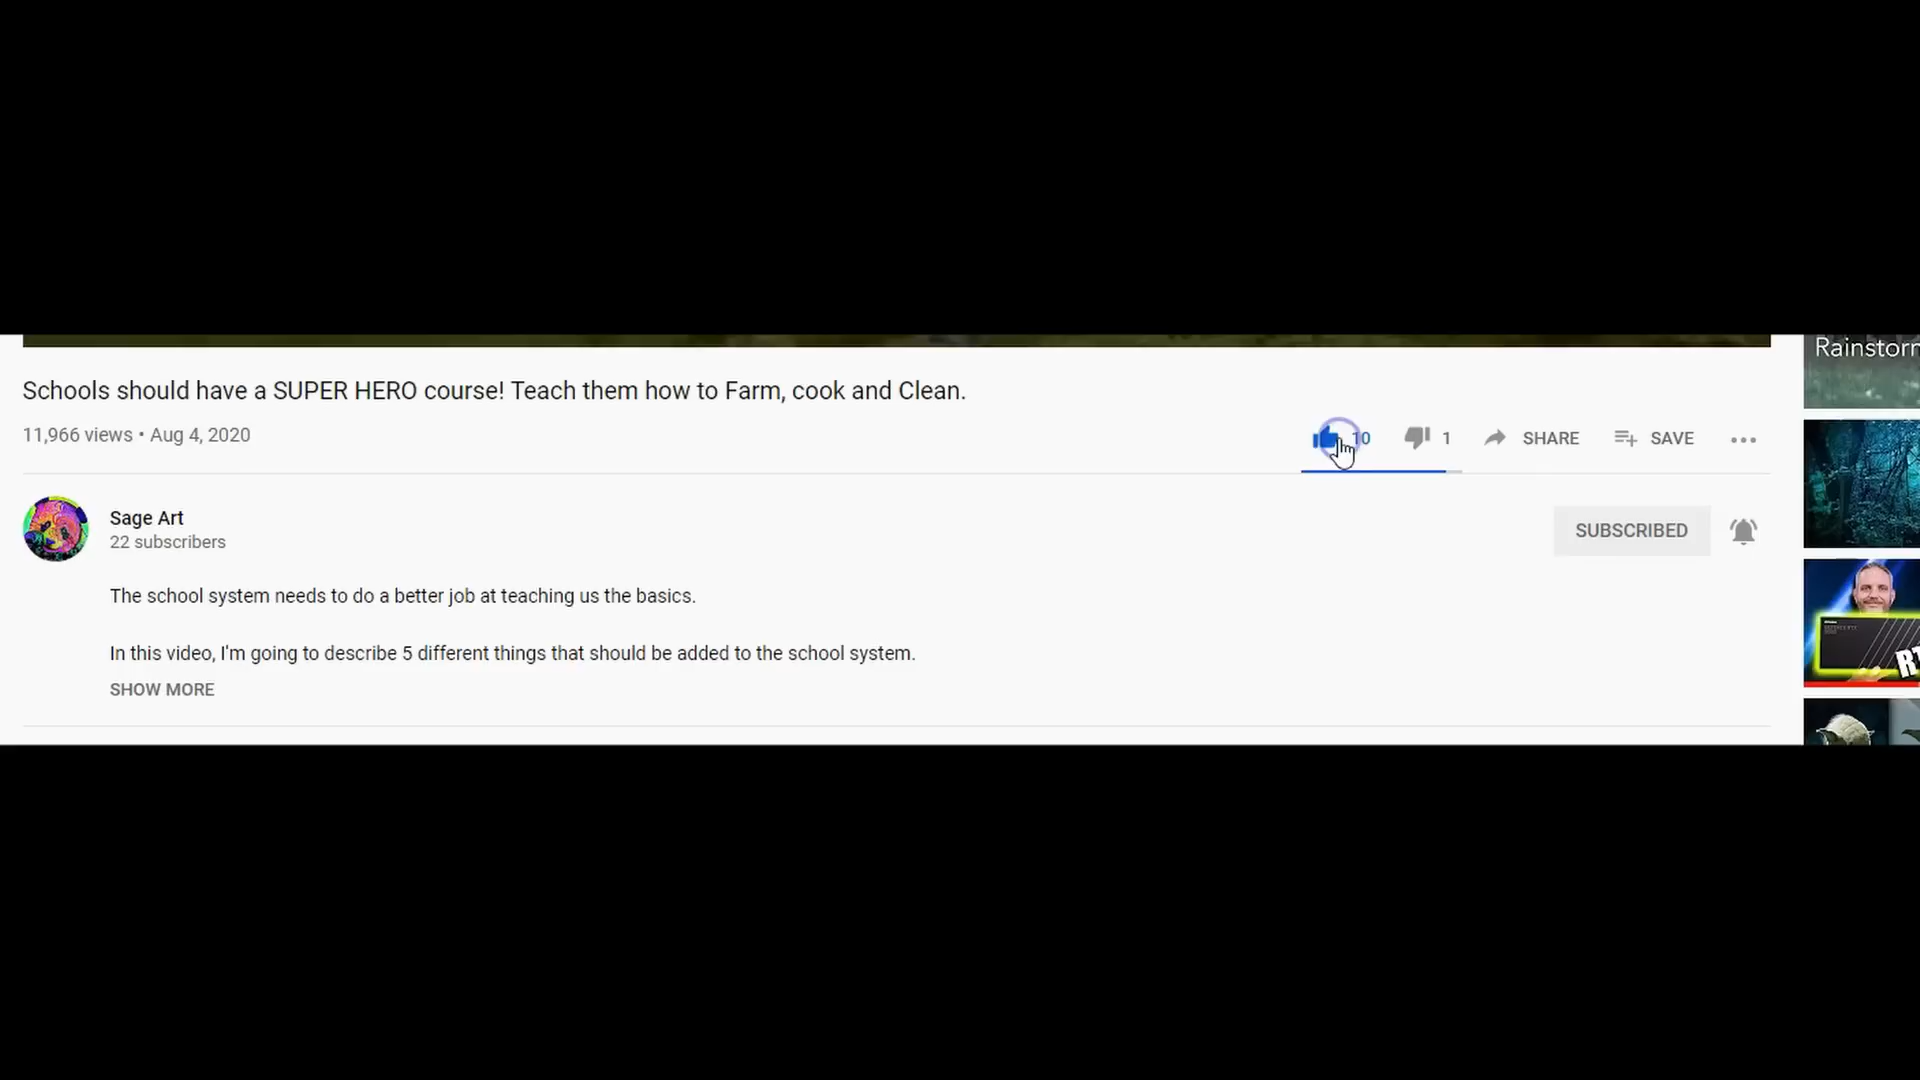 Schools should have a SUPER HERO course! Teach them how to Farm, cook and Clean.
11,966 views • Aug 4, 2020
10 1 SHARE SAVE
Sage Art
22 subscribers
SUBSCRIBED
The school system needs to do a better job at teaching us the basics.
In this video, I'm going to describe 5 different things that should be added to the school system.
SHOW MORE